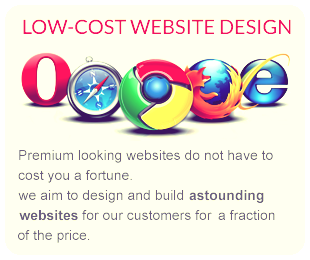 LOW-COST WEBSITE DESIGN
Premium looking websites do not have to
cost you a fortune.
we aim to design and build astounding
websites for our customers for a fraction
of the price.